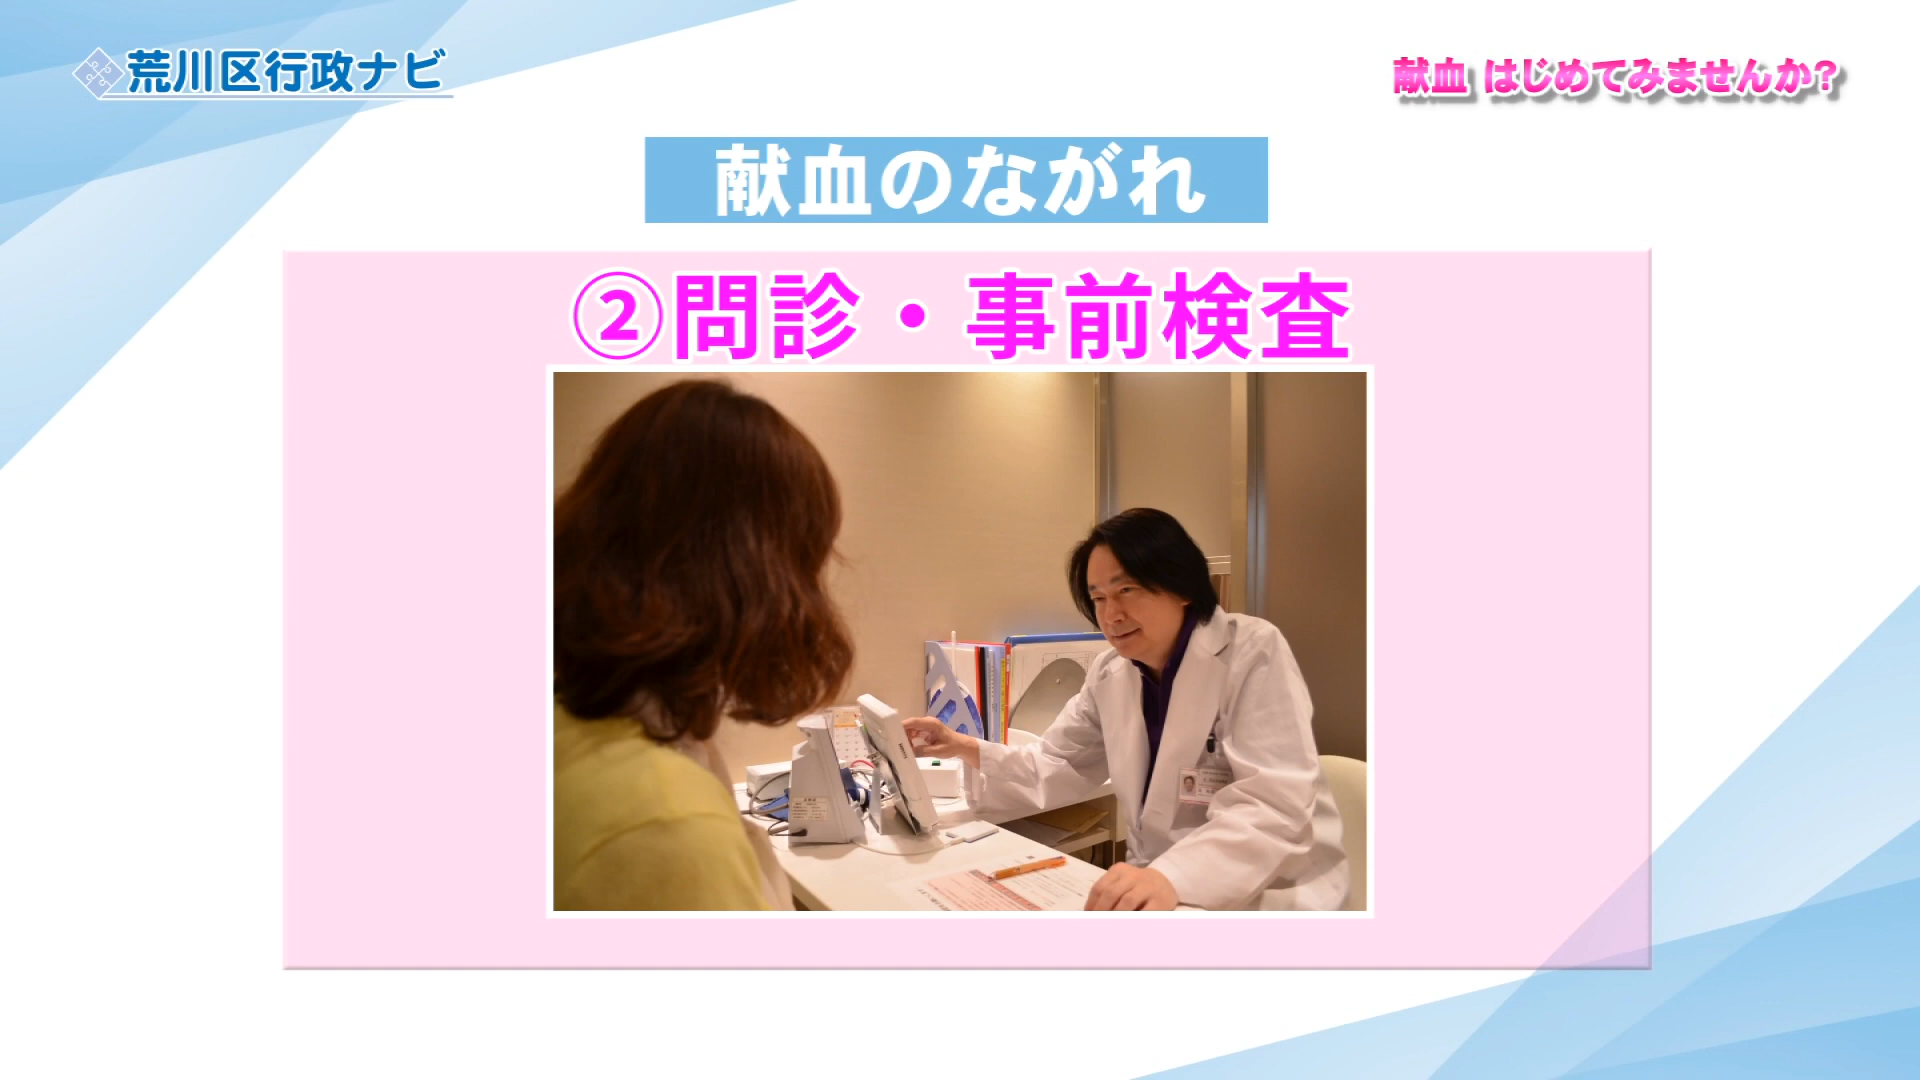 荒川区行政ナビ
献血 はじめてみませんか？
献血のながれ
②問診・事前検査